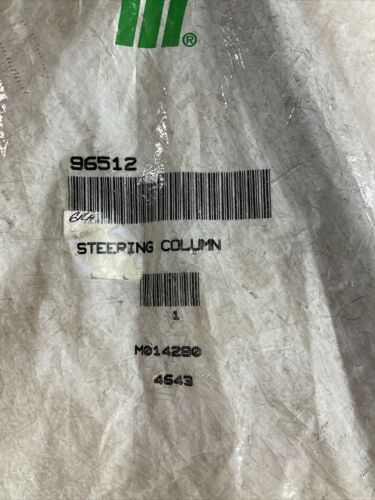 ®
96512
STEERING COLUMN
1
M014280
4643